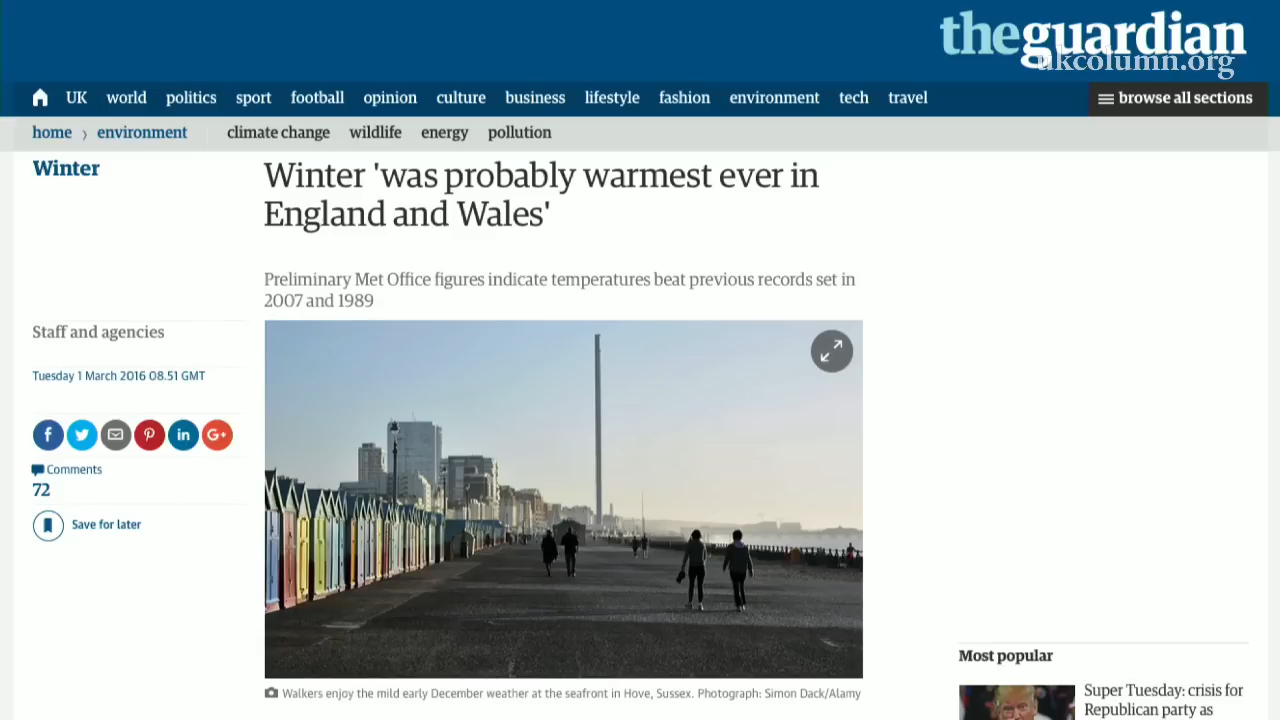 theguardian
ukcolumn.org
UK world politics sport football opinion culture business lifestyle fashion environment tech travel browse all sections
home › environment climate change wildlife energy pollution
Winter
Winter 'was probably warmest ever in
England and Wales'
Preliminary Met Office figures indicate temperatures beat previous records set in
2007 and 1989
Staff and agencies
Tuesday 1 March 2016 08.51 GMT
Comments
72
Save for later
Walkers enjoy the mild early December weather at the seafront in Hove, Sussex. Photograph: Simon Dack/Alamy
Most popular
Super Tuesday: crisis for
Republican party as